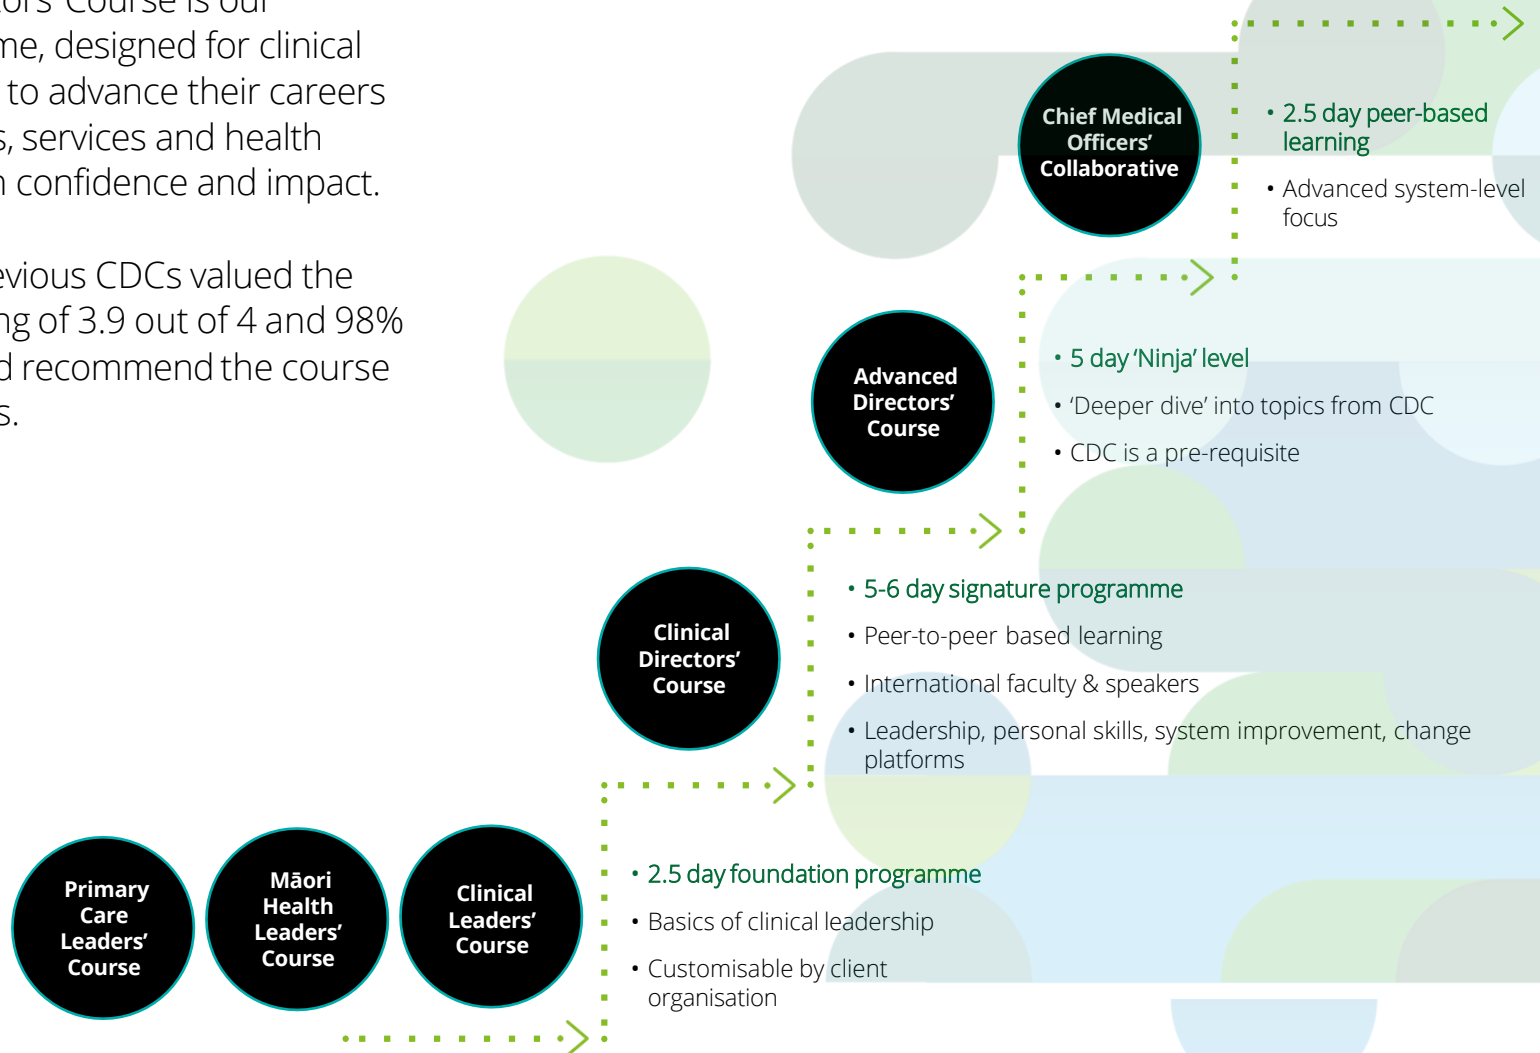 tors' Course is our
me, designed for clinical
to advance their careers
s, services and health
n confidence and impact.
evious CDCs valued the
ng of 3.9 out of 4 and 98%
d recommend the course
s.
Chief Medical
Officers'
Collaborative
• 2.5 day peer-based
learning
• Advanced system-level
focus
Advanced
Directors'
Course
• 5 day 'Ninja' level
• 'Deeper dive' into topics from CDC
• CDC is a pre-requisite
Clinical
Directors'
Course
• 5-6 day signature programme
• Peer-to-peer based learning
• International faculty & speakers
• Leadership, personal skills, system improvement, change
platforms
Primary
Care
Leaders'
Course
Māori
Health
Leaders'
Course
Clinical
Leaders'
Course
• 2.5 day foundation programme
• Basics of clinical leadership
• Customisable by client
organisation